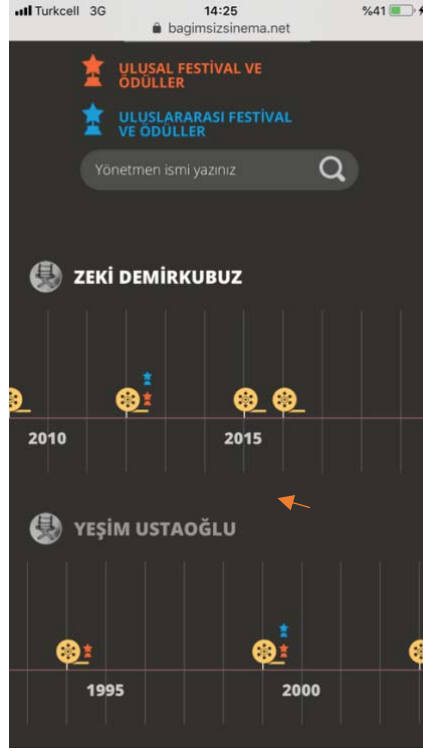 Turkcell 3G 14:25 %41
bagimsizsinema.net
ULUSAL FESTİVAL VE
ÖDÜLLER
ULUSLARARASI FESTİVAL
VE ÖDÜLLER
Yönetmen ismi yazınız
ZEKİ DEMİRKUBUZ
2010 2015
YEŞİM USTAOĞLU
1995 2000